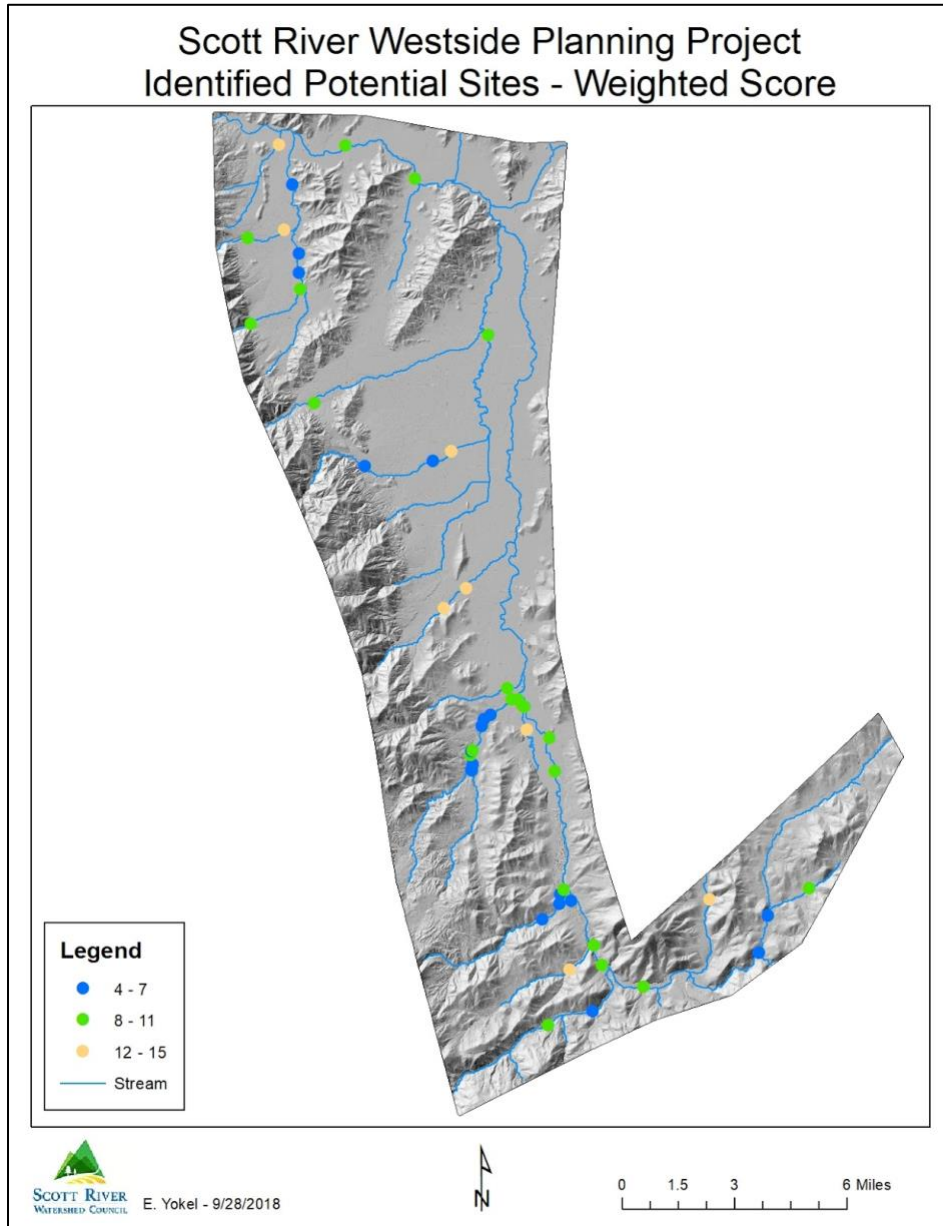 Scott River Westside Planning Project
Identified Potential Sites - Weighted Score
Legend
4 - 7
8 - 11
12 - 15
Stream
SCOTT RIVER
WATERSHED COUNCIL
E. Yokel - 9/28/2018
N
0 1.5 3 6 Miles